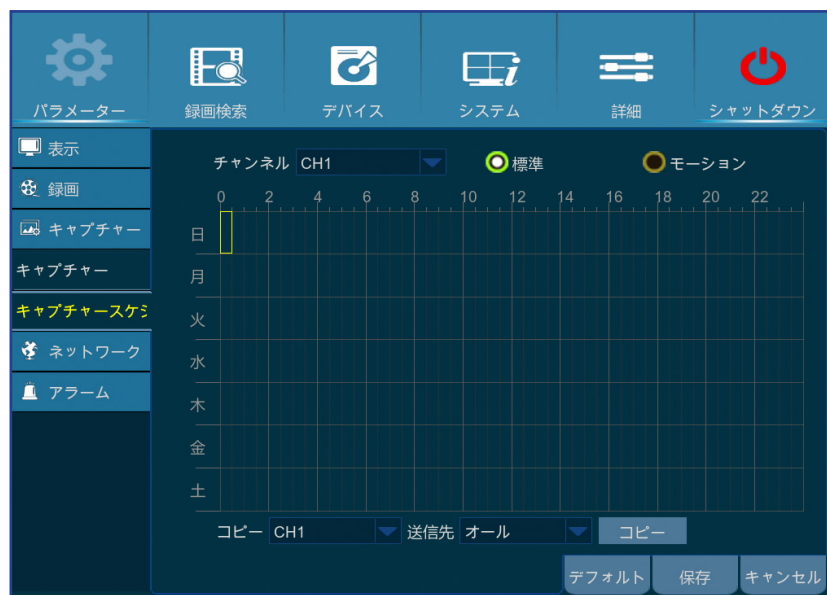 パラメーター 録画検索 デバイス システム 詳細 シャットダウン
表示
録画
キャプチャー
キャプチャー
キャプチャースケジ
ネットワーク
アラーム
チャンネル CH1 標準 モーション
0 2 4 6 8 10 12 14 16 18 20 22
日
月
火
水
木
金
土
コピー CH1 送信先 オール コピー
デフォルト 保存 キャンセル